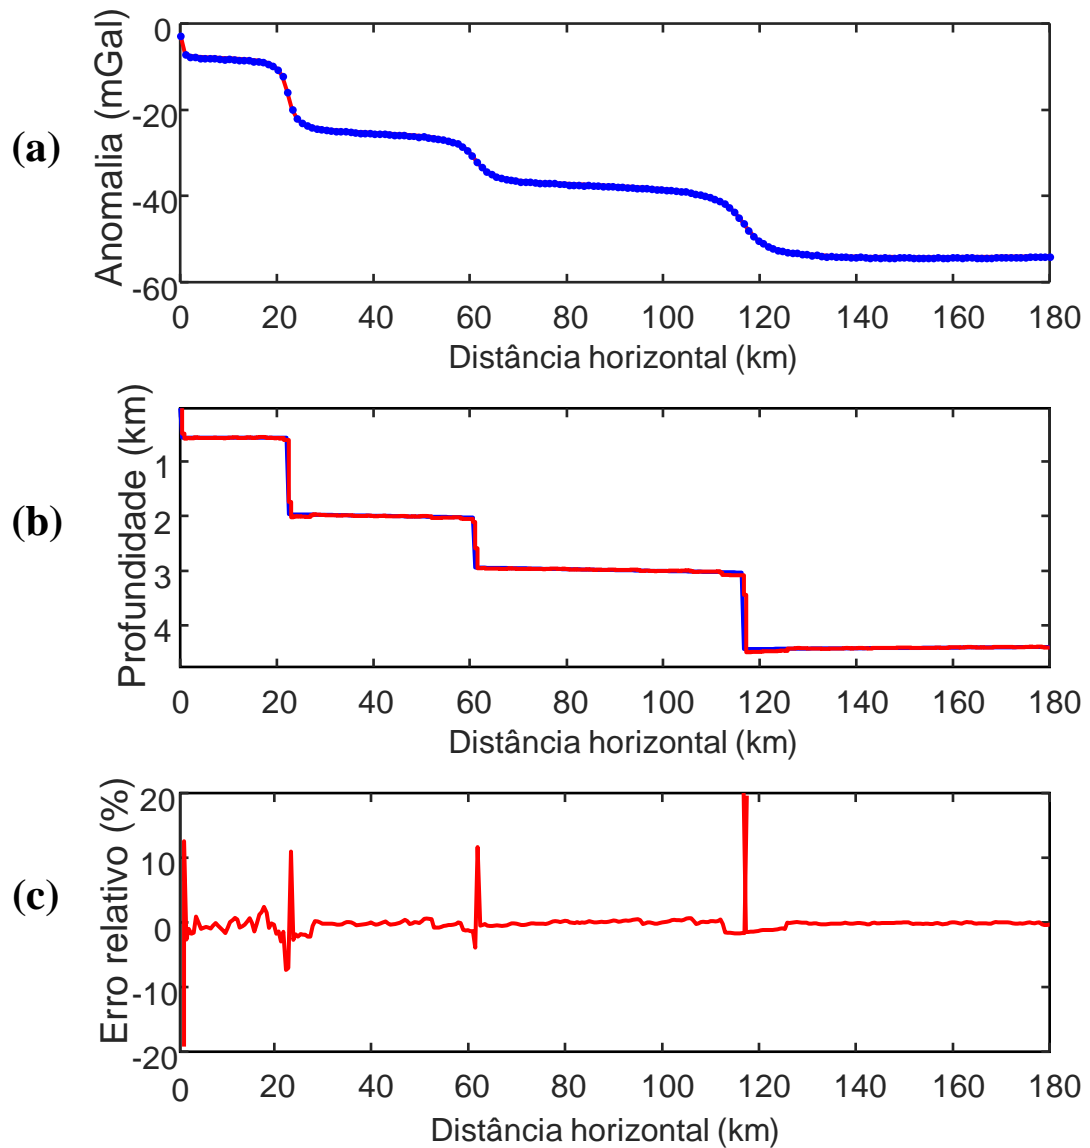 (a)
Anomalia (mGal)
0
-20
-40
-60
0 20 40 60 80 100 120 140 160 180
Distância horizontal (km)
(b)
Profundidade (km)
1
2
3
4
0 20 40 60 80 100 120 140 160 180
Distância horizontal (km)
(c)
Erro relativo (%)
20
10
0
-10
-20
0 20 40 60 80 100 120 140 160 180
Distância horizontal (km)